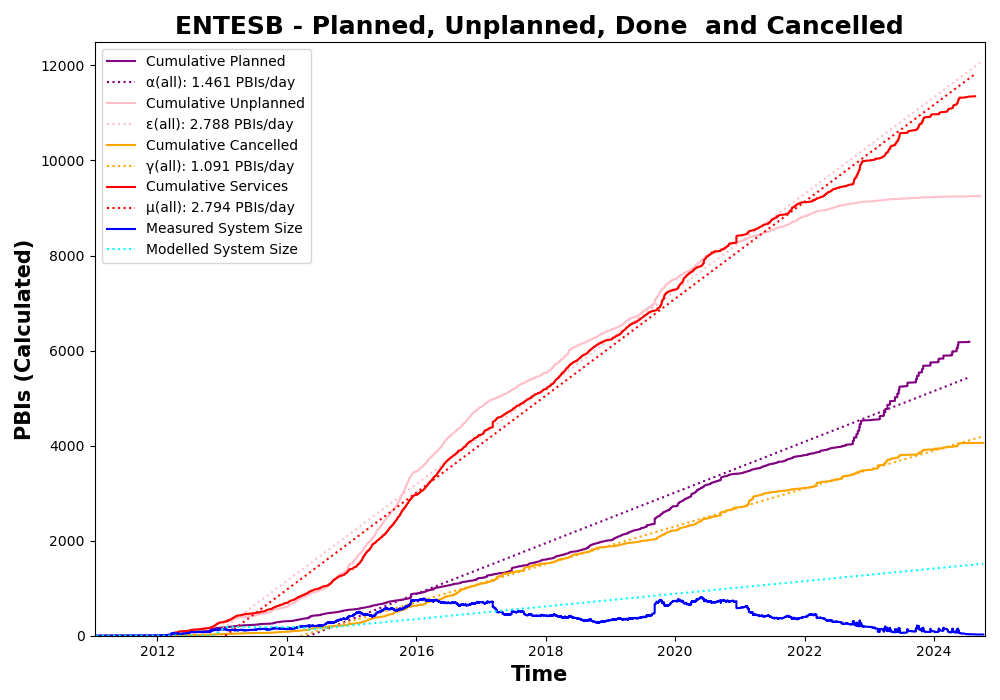 ENTESB - Planned, Unplanned, Done  and Cancelled
Cumulative Planned
α(all): 1.461 PBIs/day
Cumulative Unplanned
ε(all): 2.788 PBIs/day
Cumulative Cancelled
γ(all): 1.091 PBIs/day
Cumulative Services
μ(all): 2.794 PBIs/day
Measured System Size
Modelled System Size
PBIs (Calculated)
12000
10000
8000
6000
4000
2000
0
2012
2014
2016
2018
2020
2022
2024
Time